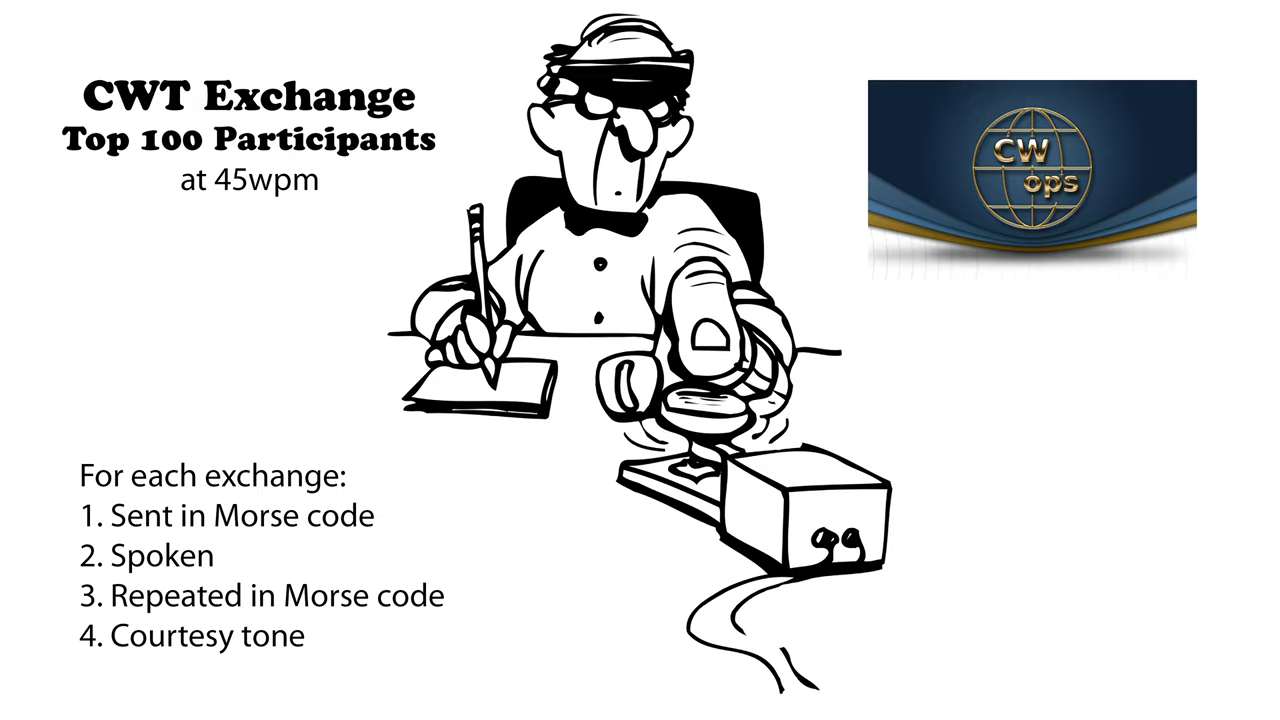 CWT Exchange
Top 100 Participants
at 45wpm
CW
ops
For each exchange:
1. Sent in Morse code
2. Spoken
3. Repeated in Morse code
4. Courtesy tone